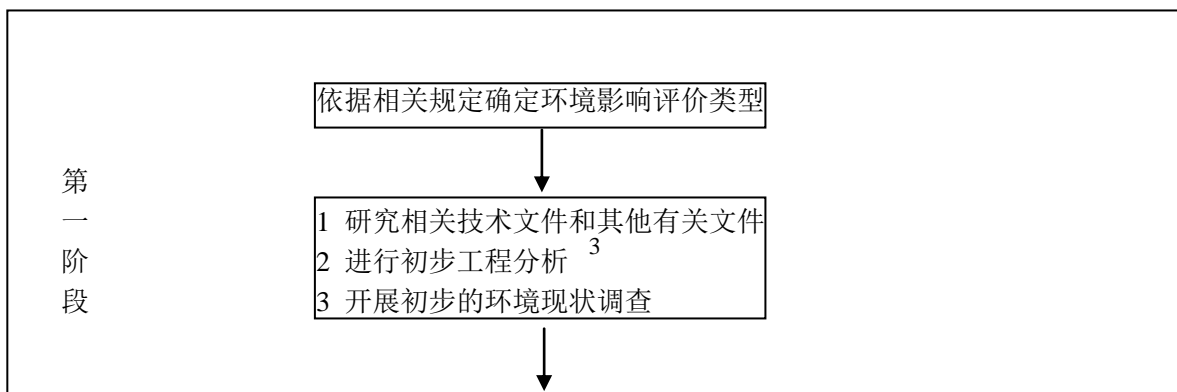 依据相关规定确定环境影响评价类型
第
一
阶
段
1 研究相关技术文件和其他有关文件
2 进行初步工程分析 3
3 开展初步的环境现状调查